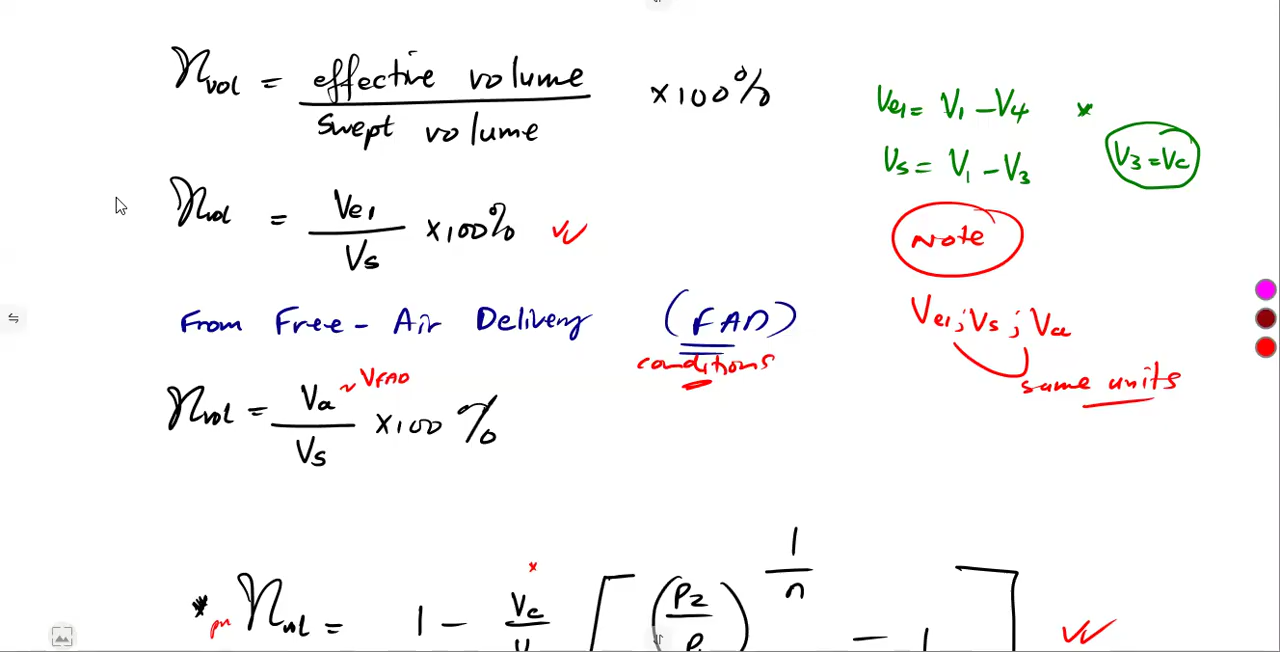 ηvol = effective volume / swept volume ×100%
Ve1 = V1 - V4 *
Vs = V1 - V3
V3 = Vc
ηvol = Ve1 / Vs ×100%
Note
From Free-Air Delivery (FAD)
conditions
Ve1; Vs; Va
same units
ηvol = Va / Vs ×100 %
~ VFAD
* ηvol = 1 - Vc / [ (P2 / P)^1/n - 1 ]